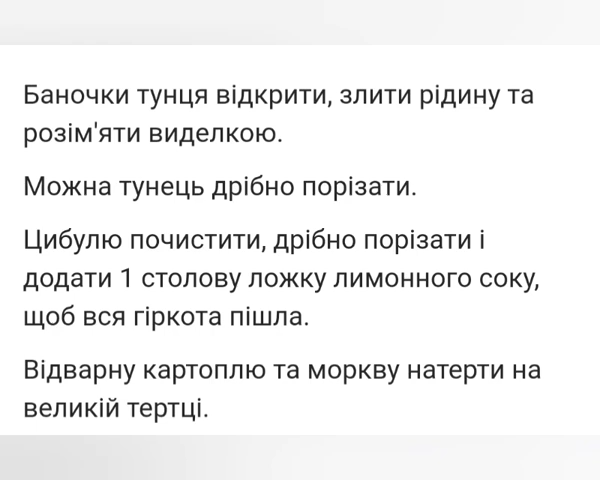 Баночки тунця відкрити, злити рідину та
розім'яти виделкою.
Можна тунець дрібно порізати.
Цибулю почистити, дрібно порізати і
додати 1 столову ложку лимонного соку,
щоб вся гіркота пішла.
Відварну картоплю та моркву натерти на
великій тертці.